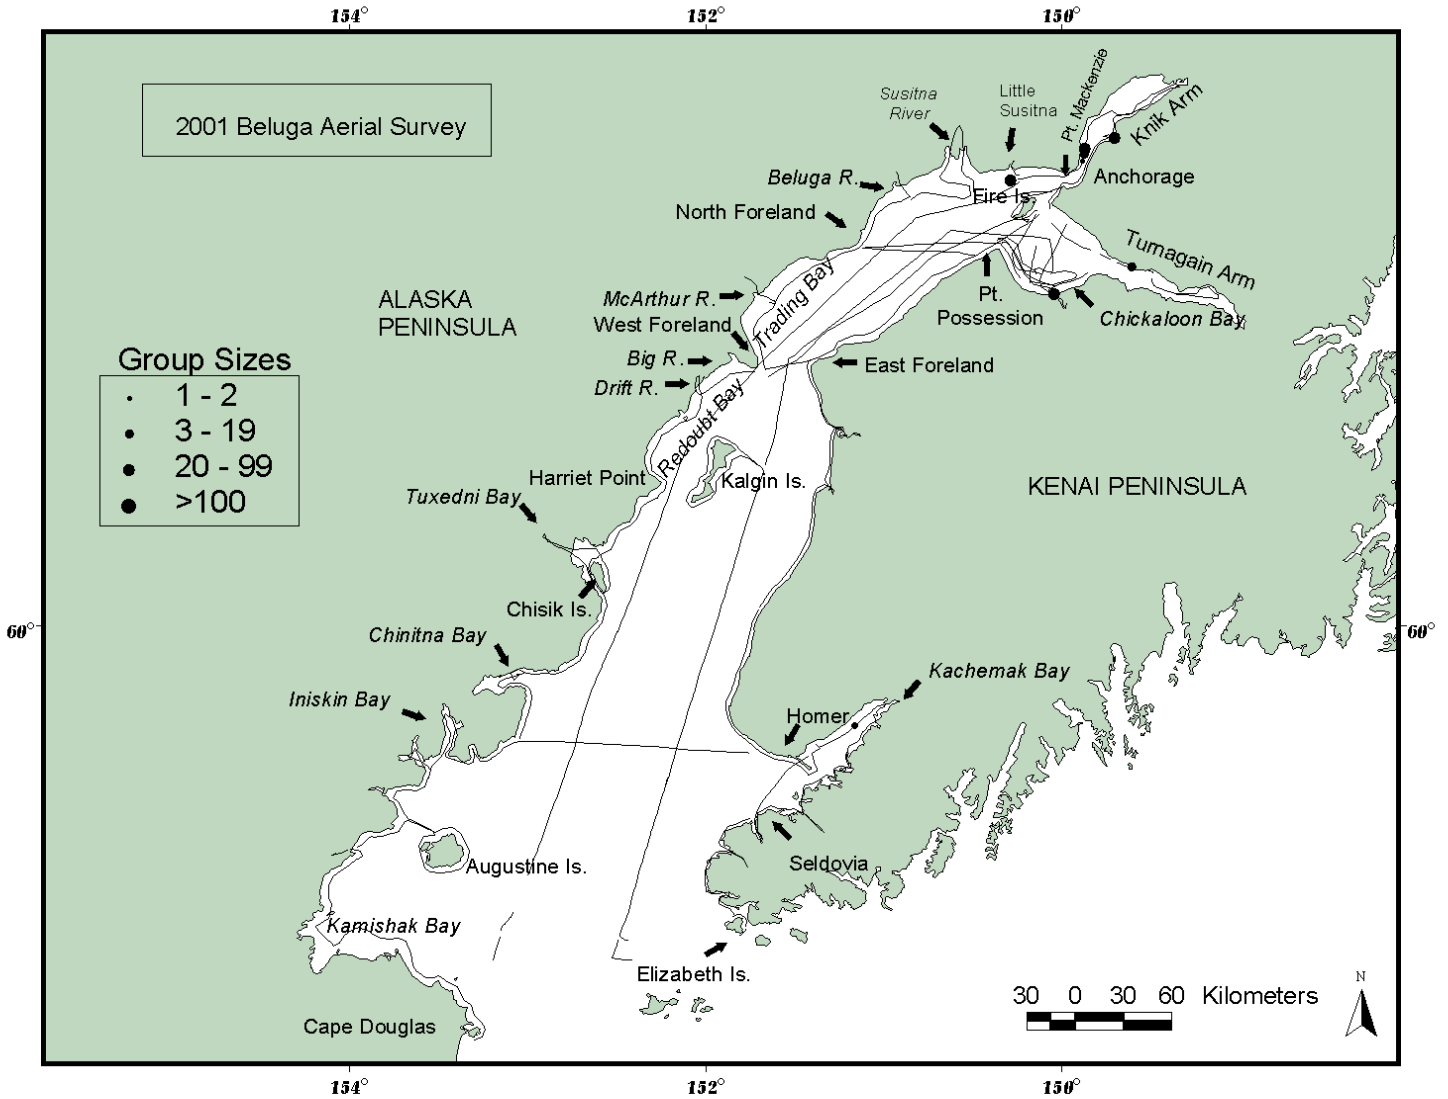 154° 152° 150°
2001 Beluga Aerial Survey
Susitna
River
Little
Susitna
Pt. Mackenzie
Knik Arm
Anchorage
Beluga R.
Fire Is.
North Foreland
Turnagain Arm
ALASKA
PENINSULA
McArthur R.
Trading Bay
Pt.
Possession
Chickaloon Bay
West Foreland
Big R.
East Foreland
Drift R.
Redoubt Bay
Group Sizes
1 - 2
3 - 19
20 - 99
>100
Harriet Point
Kalgin Is.
KENAI PENINSULA
Tuxedni Bay
Chisik Is.
60° 60°
Chinitna Bay
Kachemak Bay
Iniskin Bay
Homer
Augustine Is.
Seldovia
Kamishak Bay
Elizabeth Is.
Cape Douglas
30 0 30 60 Kilometers
N
154° 152° 150°